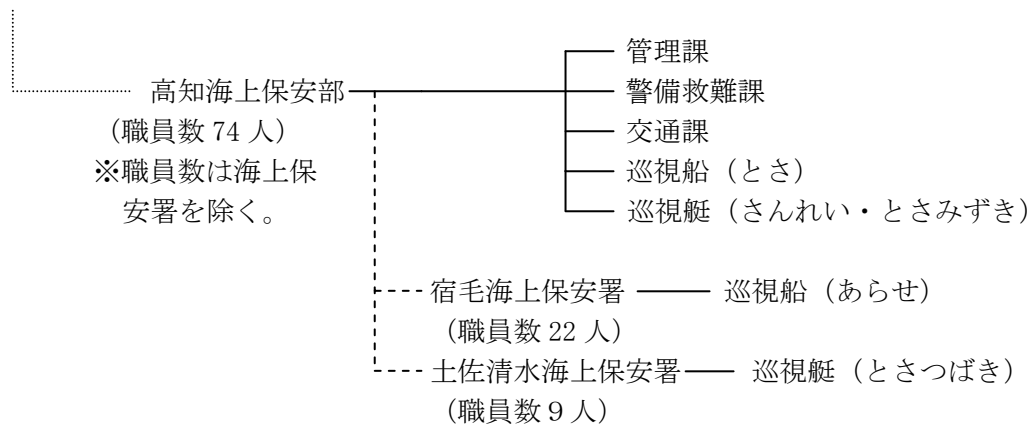 管理課
高知海上保安部
警備救難課
(職員数 74 人)
交通課
※職員数は海上保
巡視船（とさ）
安署を除く。
巡視艇（さんれい・とさみずき）
宿毛海上保安署 巡視船（あらせ）
(職員数 22 人)
土佐清水海上保安署 巡視艇（とさつばき）
(職員数 9 人)